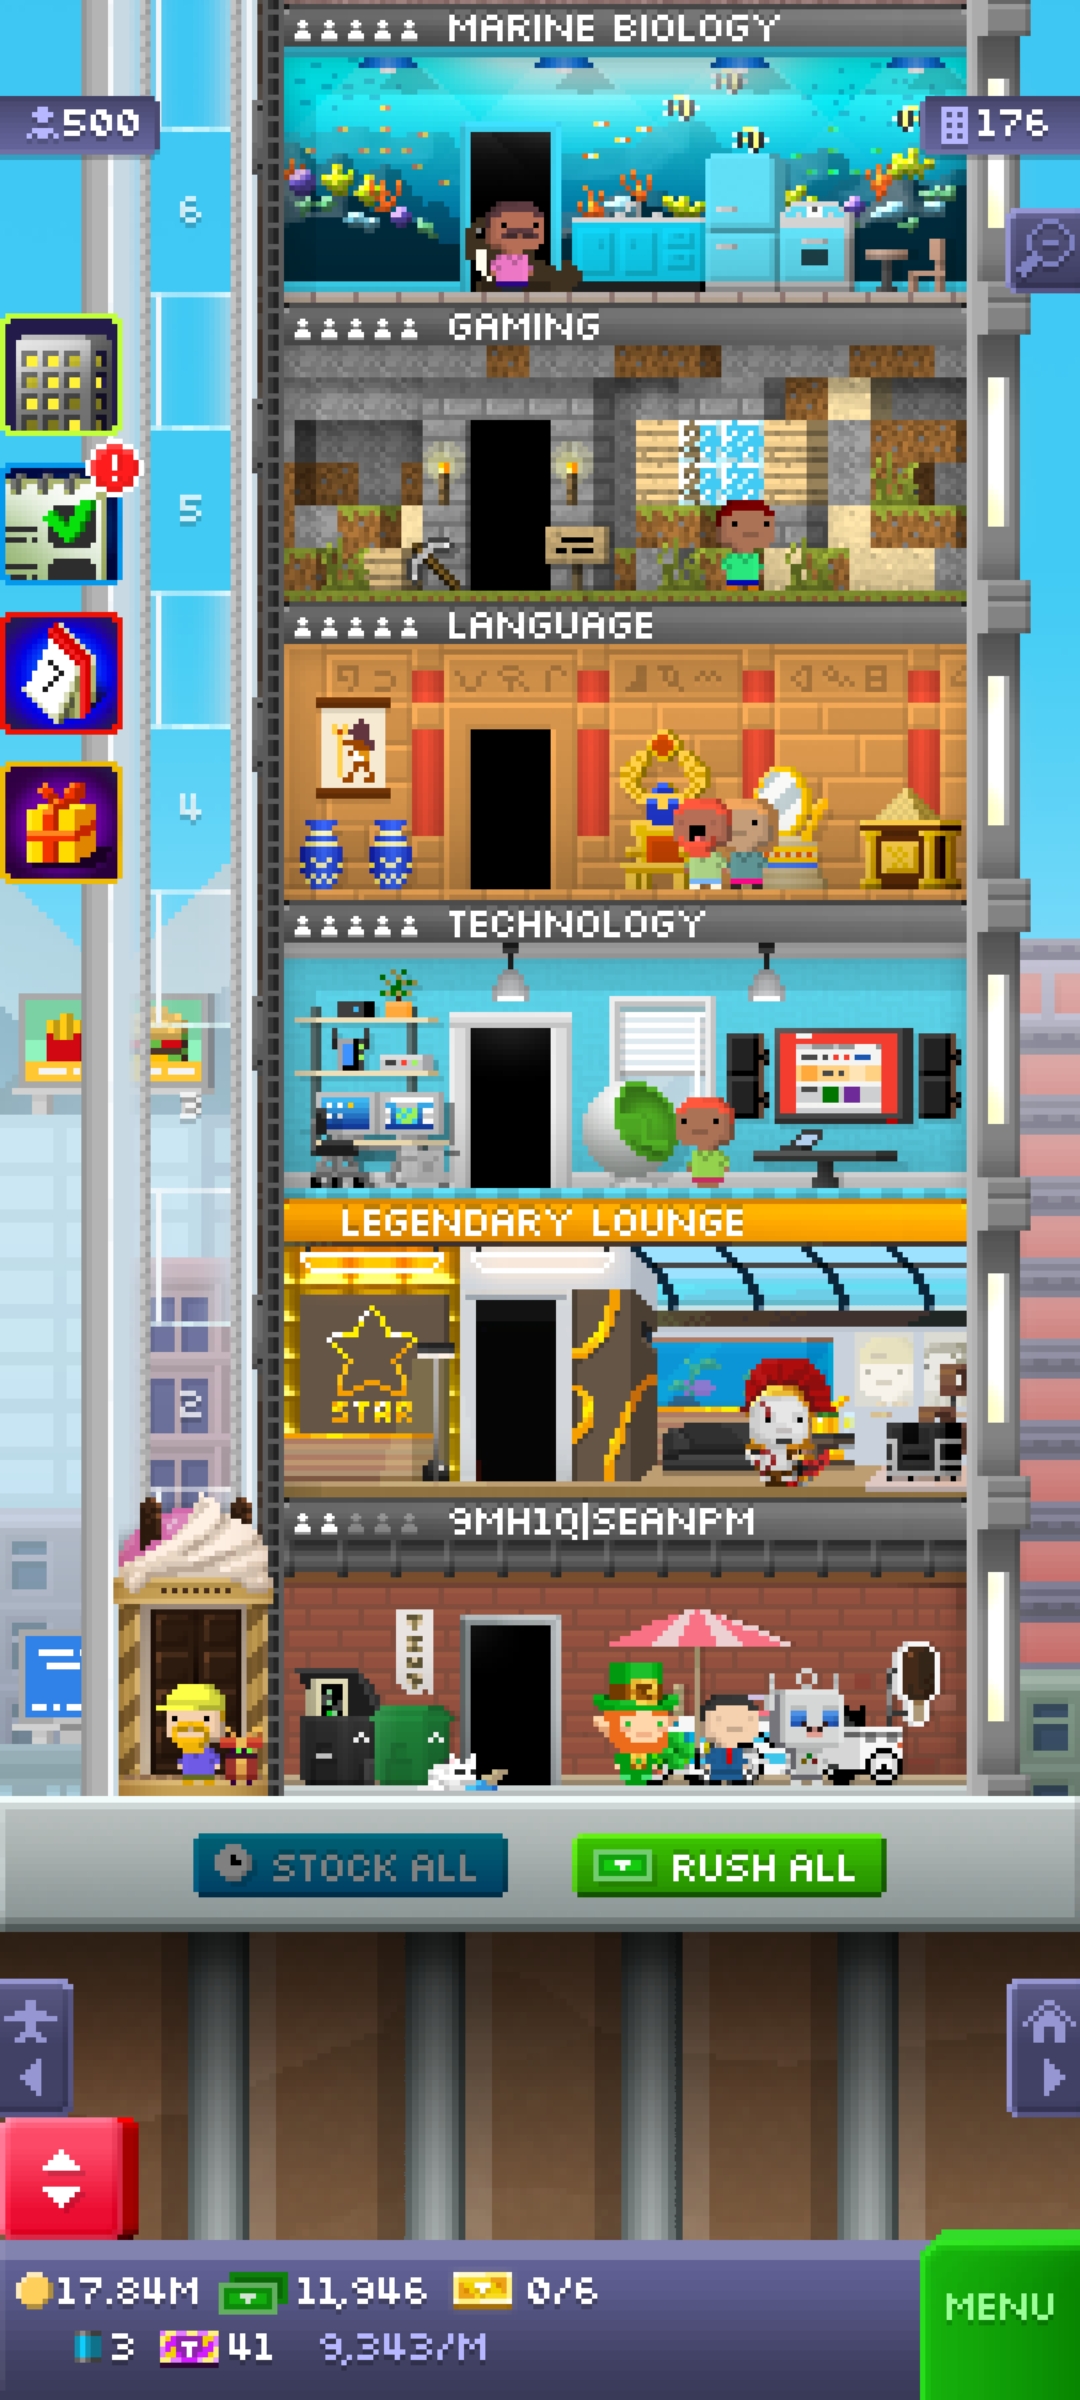 MARINE BIOLOGY
500
176
6
GAMING
5
LANGUAGE
7
4
TECHNOLOGY
3
LEGENDARY LOUNGE
STAR
2
9MH1Q|SEANPM
STOCK ALL
RUSH ALL
17.84M 11,946 0/6
MENU
3 41 9,343/M